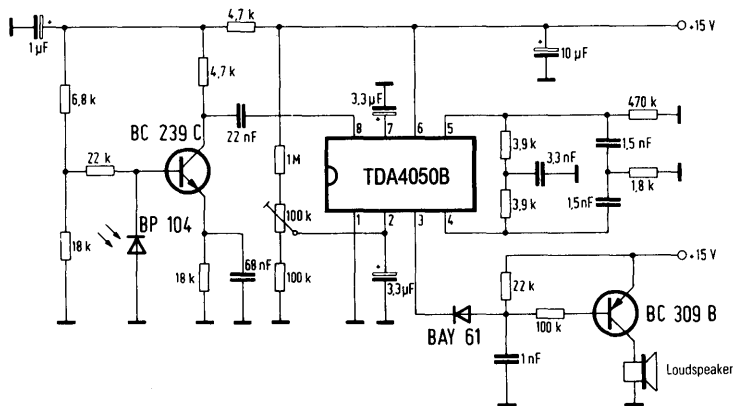 4,7 k
+15 V
1 µF
10 µF
4,7 k
6,8 k
3,3 µF
470 k
BC 239 C
22 nF
8 7 6 5
3,9 k
1,5 nF
22 k
1M
TDA4050B
3,3 nF
1,8 k
BP 104
100 k
1 2 3 4
3,9 k
1,5 nF
18 k
68 nF
18 k
100 k
3,3µF
+15 V
22 k
BAY 61
100 k
BC 309 B
1 nF
Loudspeaker